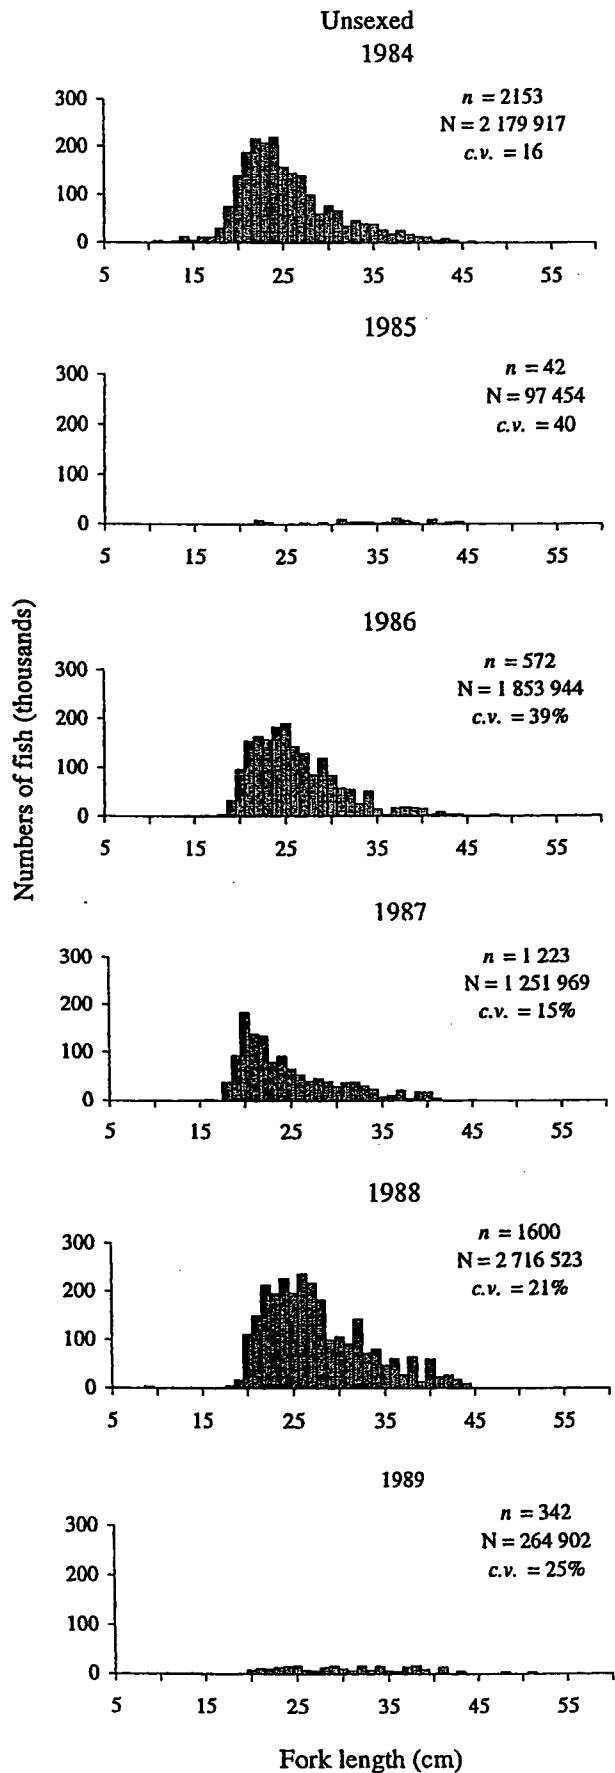 Unsexed
1984
n = 2153
N = 2 179 917
c.v. = 16
300
200
100
0
5 15 25 35 45 55
1985
n = 42
N = 97 454
c.v. = 40
300
200
100
0
5 15 25 35 45 55
1986
n = 572
N = 1 853 944
c.v. = 39%
300
200
100
0
5 15 25 35 45 55
Numbers of fish (thousands)
1987
n = 1 223
N = 1 251 969
c.v. = 15%
300
200
100
0
5 15 25 35 45 55
1988
n = 1600
N = 2 716 523
c.v. = 21%
300
200
100
0
5 15 25 35 45 55
1989
n = 342
N = 264 902
c.v. = 25%
300
200
100
0
5 15 25 35 45 55
Fork length (cm)